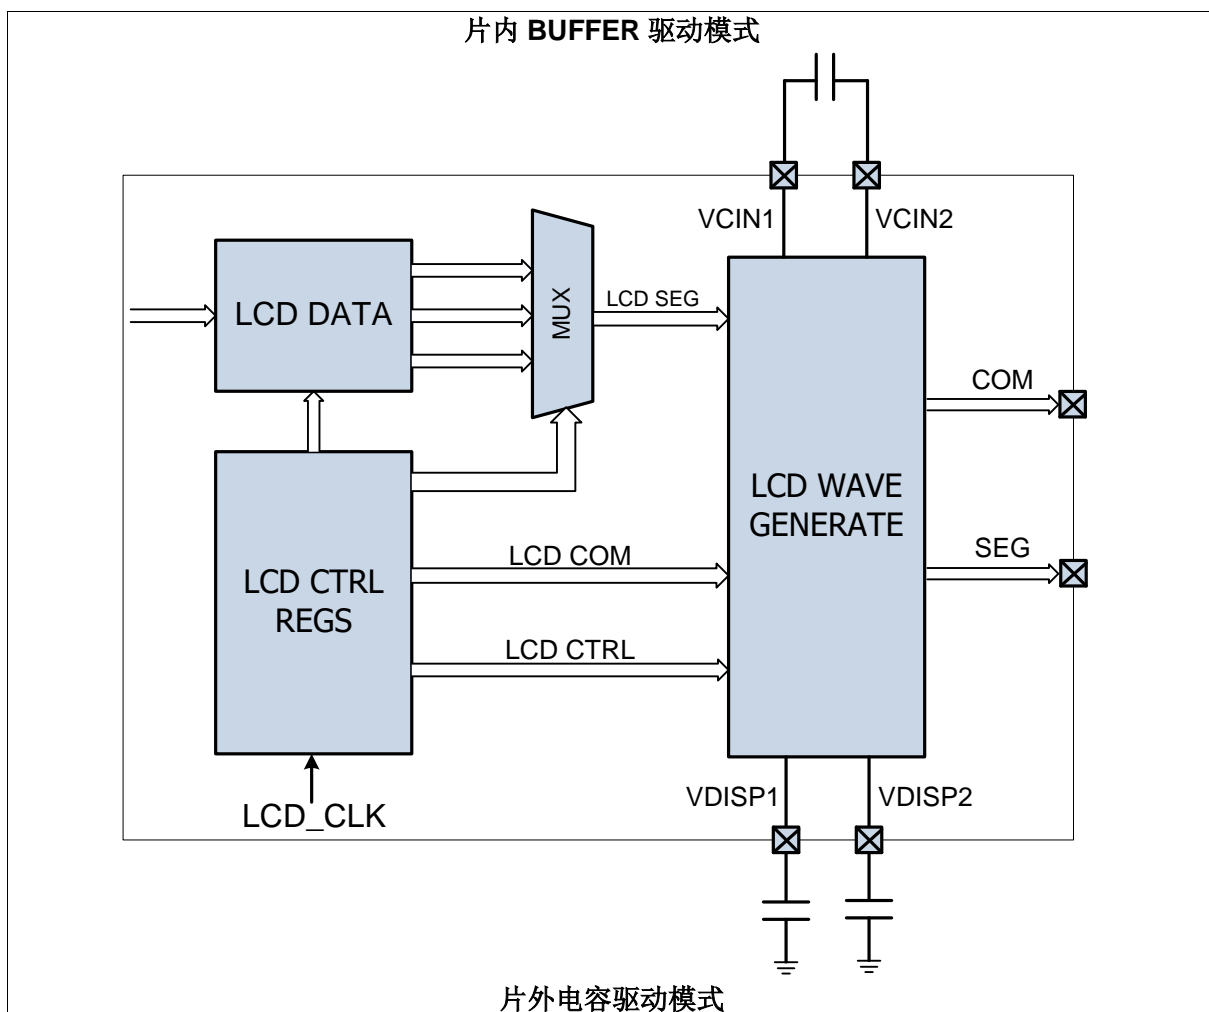 片内 BUFFER 驱动模式
VCIN1
VCIN2
LCD DATA
MUX
LCD SEG
COM
LCD WAVE
GENERATE
LCD COM
SEG
LCD CTRL
REGS
LCD CTRL
VDISP1
VDISP2
LCD_CLK
片外电容驱动模式